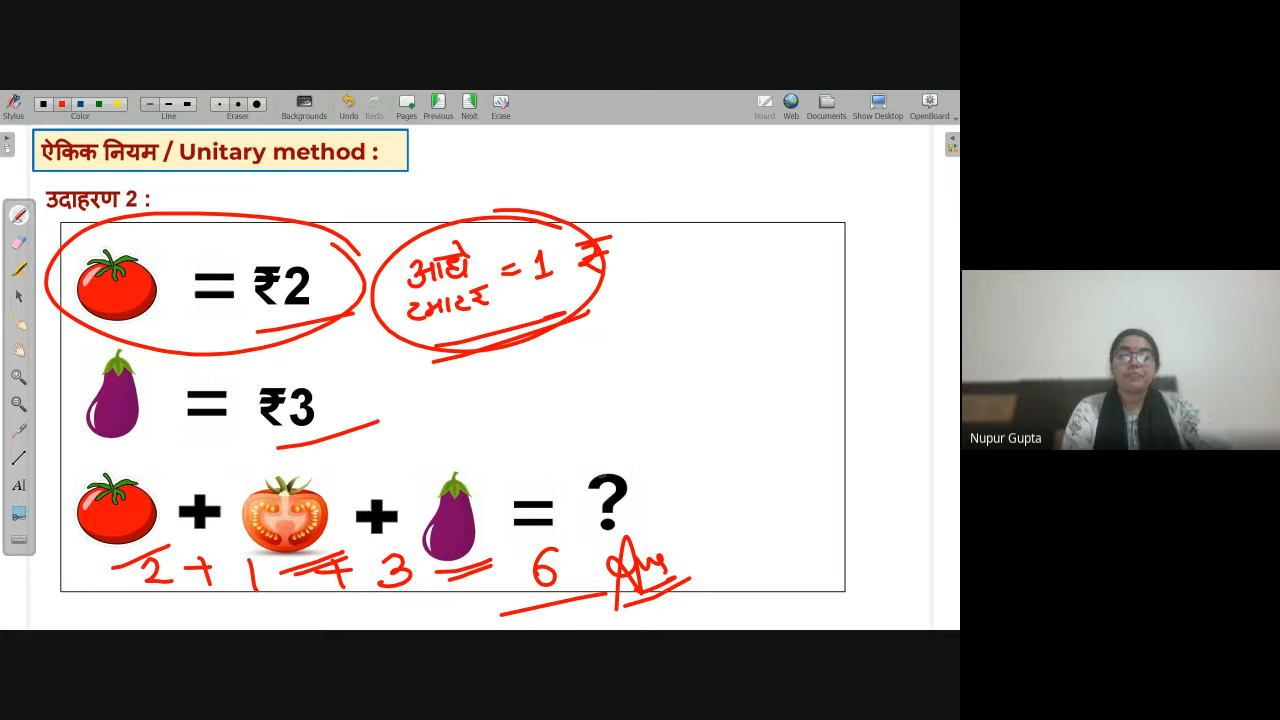 Stylus
Color
Line
Eraser
Backgrounds
Undo
Redo
Pages
Previous
Next
Erase
Board
Web
Documents
Show Desktop
OpenBoard
ऐकिक नियम / Unitary method :
उदाहरण 2 :
= ₹2
आधे = 1 ₹
टमाटर
= ₹3
+ + = ?
2 + 1 + 3 6 Ans
Nupur Gupta